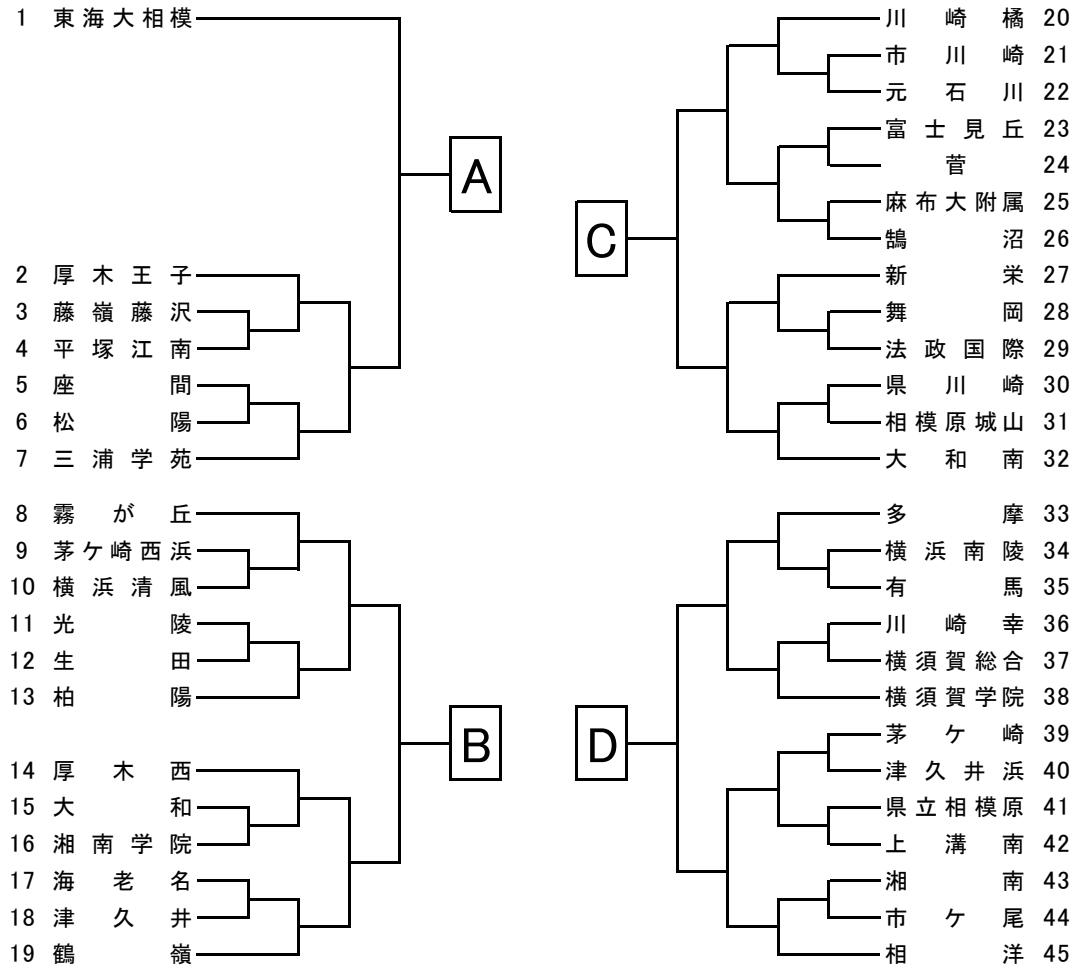 1 東海大相模
A
2 厚木王子
3 藤嶺藤沢
4 平塚江南
5 座間
6 松陽
7 三浦学苑
8 霧が丘
9 茅ケ崎西浜
10 横浜清風
11 光陵
12 生田
13 柏陽
B
14 厚木西
15 大和
16 湘南学院
17 海老名
18 津久井
19 鶴嶺
川崎橘 20
市川崎 21
元石川 22
富士見丘 23
菅 24
麻布大附属 25
鵠沼 26
C
新栄 27
舞岡 28
法政国際 29
県川崎 30
相模原城山 31
大和南 32
多摩 33
横浜南陵 34
有馬 35
川崎幸 36
横須賀総合 37
横須賀学院 38
D
茅ケ崎 39
津久井浜 40
県立相模原 41
上溝南 42
湘南 43
市ケ尾 44
相洋 45